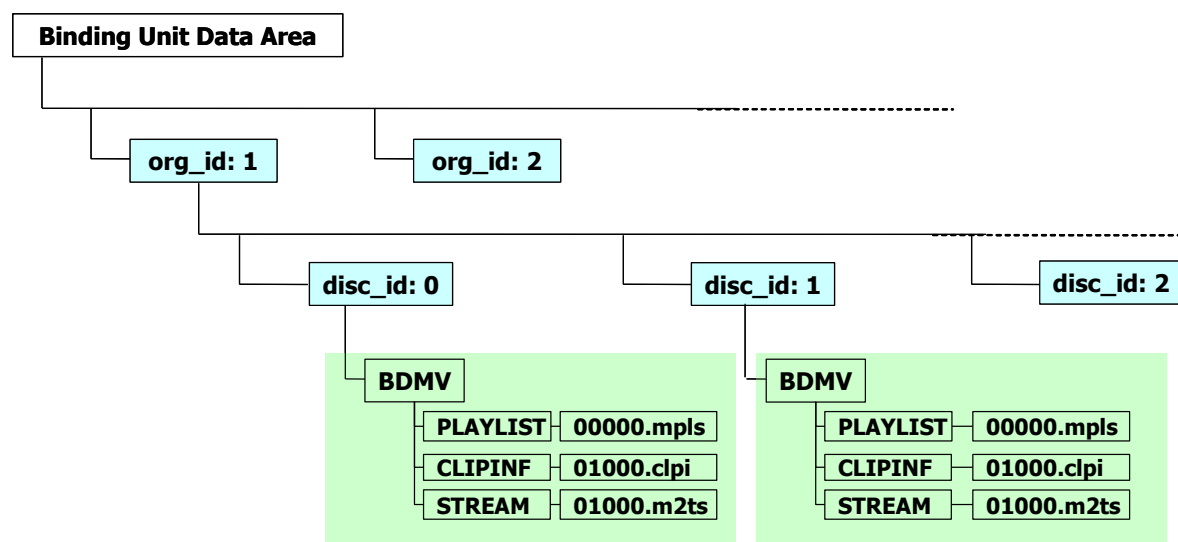 Binding Unit Data Area
org_id: 1
org_id: 2
disc_id: 0
disc_id: 1
disc_id: 2
BDMV
PLAYLIST
00000.mpls
CLIPINF
01000.clpi
STREAM
01000.m2ts
BDMV
PLAYLIST
00000.mpls
CLIPINF
01000.clpi
STREAM
01000.m2ts